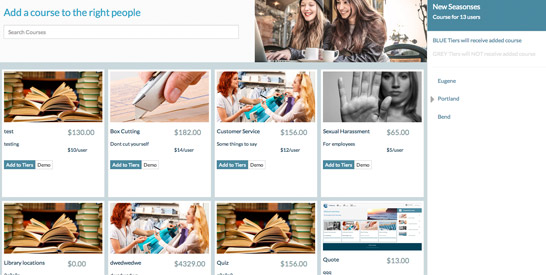 Add a course to the right people
Search Courses
New Seasonses
Course for 13 users
BLUE Tiers will receive added course
GREY Tiers will NOT receive added course
Eugene
Portland
Bend
test $130.00
testing
$10/user
Add to Tiers Demo
Box Cutting $182.00
Dont cut yourself
$14/user
Add to Tiers Demo
Customer Service $156.00
Some things to say
$12/user
Add to Tiers Demo
Sexual Harassment $65.00
For employees
$5/user
Add to Tiers Demo
Library locations $0.00
dwedwedwe $4329.00
Quiz $156.00
Quote $13.00